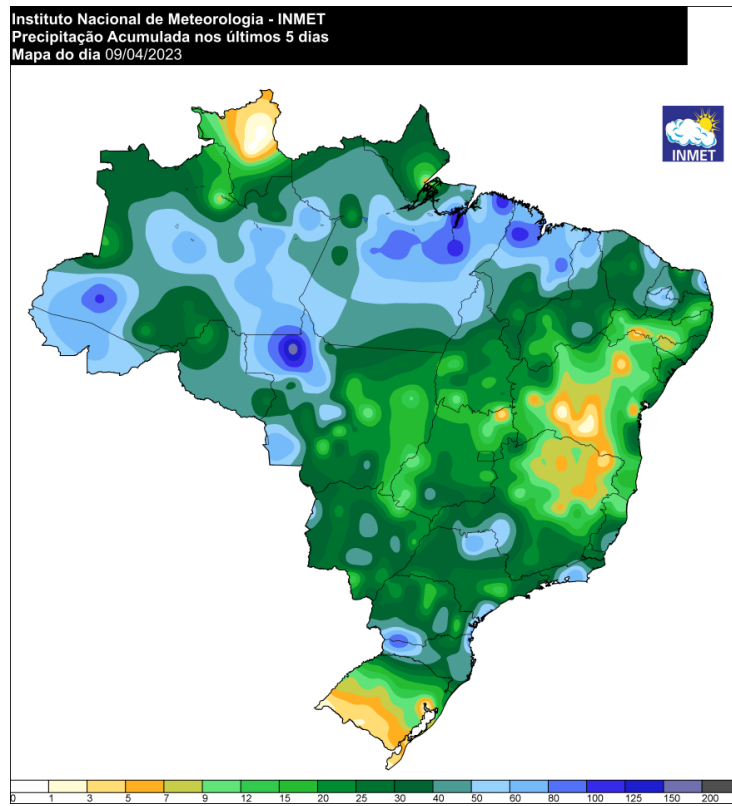 Instituto Nacional de Meteorologia - INMET
Precipitação Acumulada nos últimos 5 dias
Mapa do dia 09/04/2023
INMET
0 1 3 5 7 9 12 15 20 25 30 40 50 60 80 100 125 150 200